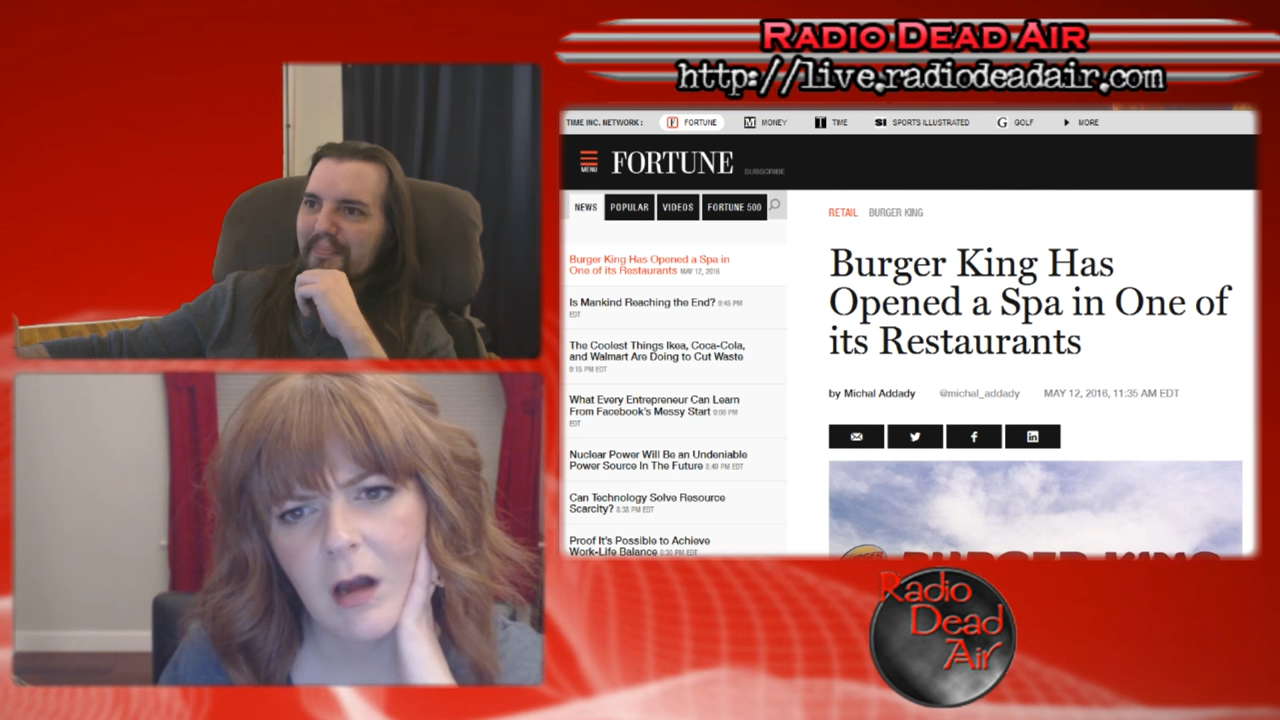 RADIO DEAD AIR
http://live.radiodeadair.com
TIME INC. NETWORK : FORTUNE MONEY TIME SI SPORTS ILLUSTRATED G GOLF MORE
MENU FORTUNE SUBSCRIBE
NEWS POPULAR VIDEOS FORTUNE 500
Burger King Has Opened a Spa in
One of its Restaurants MAY 12, 2016
Is Mankind Reaching the End? 9:45 PM
EDT
The Coolest Things Ikea, Coca-Cola,
and Walmart Are Doing to Cut Waste
9:15 PM EDT
What Every Entrepreneur Can Learn
From Facebook's Messy Start 9:00 PM
EDT
Nuclear Power Will Be an Undeniable
Power Source In The Future 8:49 PM EDT
Can Technology Solve Resource
Scarcity? 8:38 PM EDT
Proof It's Possible to Achieve
Work-Life Balance 8:30 PM EDT
RETAIL BURGER KING
Burger King Has
Opened a Spa in One of
its Restaurants
by Michal Addady @michal_addady MAY 12, 2016, 11:35 AM EDT
BURGER KING
Radio
Dead
Air